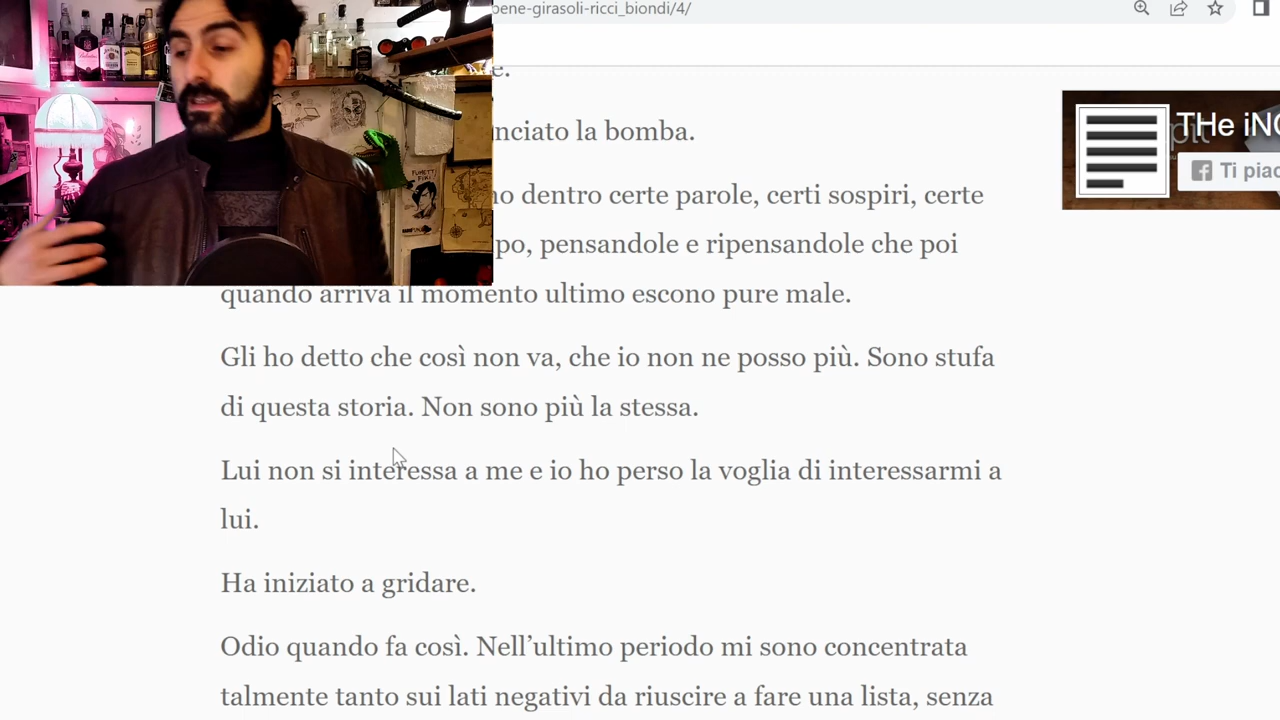 bene-girasoli-ricci_biondi/4/
e.
nciato la bomba.
no dentro certe parole, certi sospiri, certe
po, pensandole e ripensandole che poi
quando arriva il momento ultimo escono pure male.
Gli ho detto che così non va, che io non ne posso più. Sono stufa
di questa storia. Non sono più la stessa.
Lui non si interessa a me e io ho perso la voglia di interessarmi a
lui.
Ha iniziato a gridare.
Odio quando fa così. Nell’ultimo periodo mi sono concentrata
talmente tanto sui lati negativi da riuscire a fare una lista, senza
THe iNC
Ti piac
FUMETTI